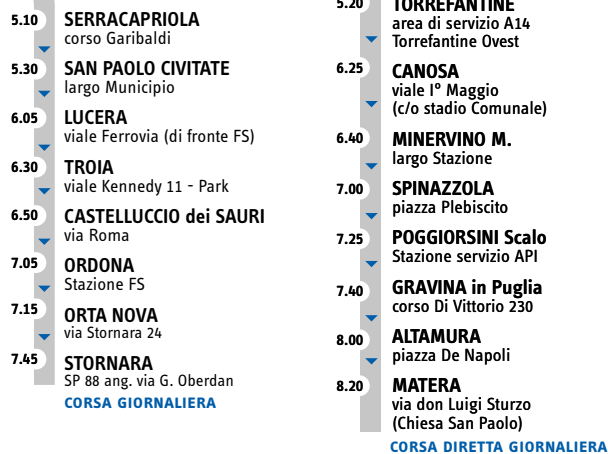 5.10 SERRACAPRIOLA
corso Garibaldi
5.30 SAN PAOLO CIVITATE
largo Municipio
6.05 LUCERA
viale Ferrovia (di fronte FS)
6.30 TROIA
viale Kennedy 11 - Park
6.50 CASTELLUCCIO dei SAURI
via Roma
7.05 ORDONA
Stazione FS
7.15 ORTA NOVA
via Stornara 24
7.45 STORNARA
SP 88 ang. via G. Oberdan
CORSA GIORNALIERA
5.20 TORREFANTINE
area di servizio A14
Torrefantine Ovest
6.25 CANOSA
viale I° Maggio
(c/o stadio Comunale)
6.40 MINERVINO M.
largo Stazione
7.00 SPINAZZOLA
piazza Plebiscito
7.25 POGGIORSINI Scalo
Stazione servizio API
7.40 GRAVINA in Puglia
corso Di Vittorio 230
8.00 ALTAMURA
piazza De Napoli
8.20 MATERA
via don Luigi Sturzo
(Chiesa San Paolo)
CORSA DIRETTA GIORNALIERA